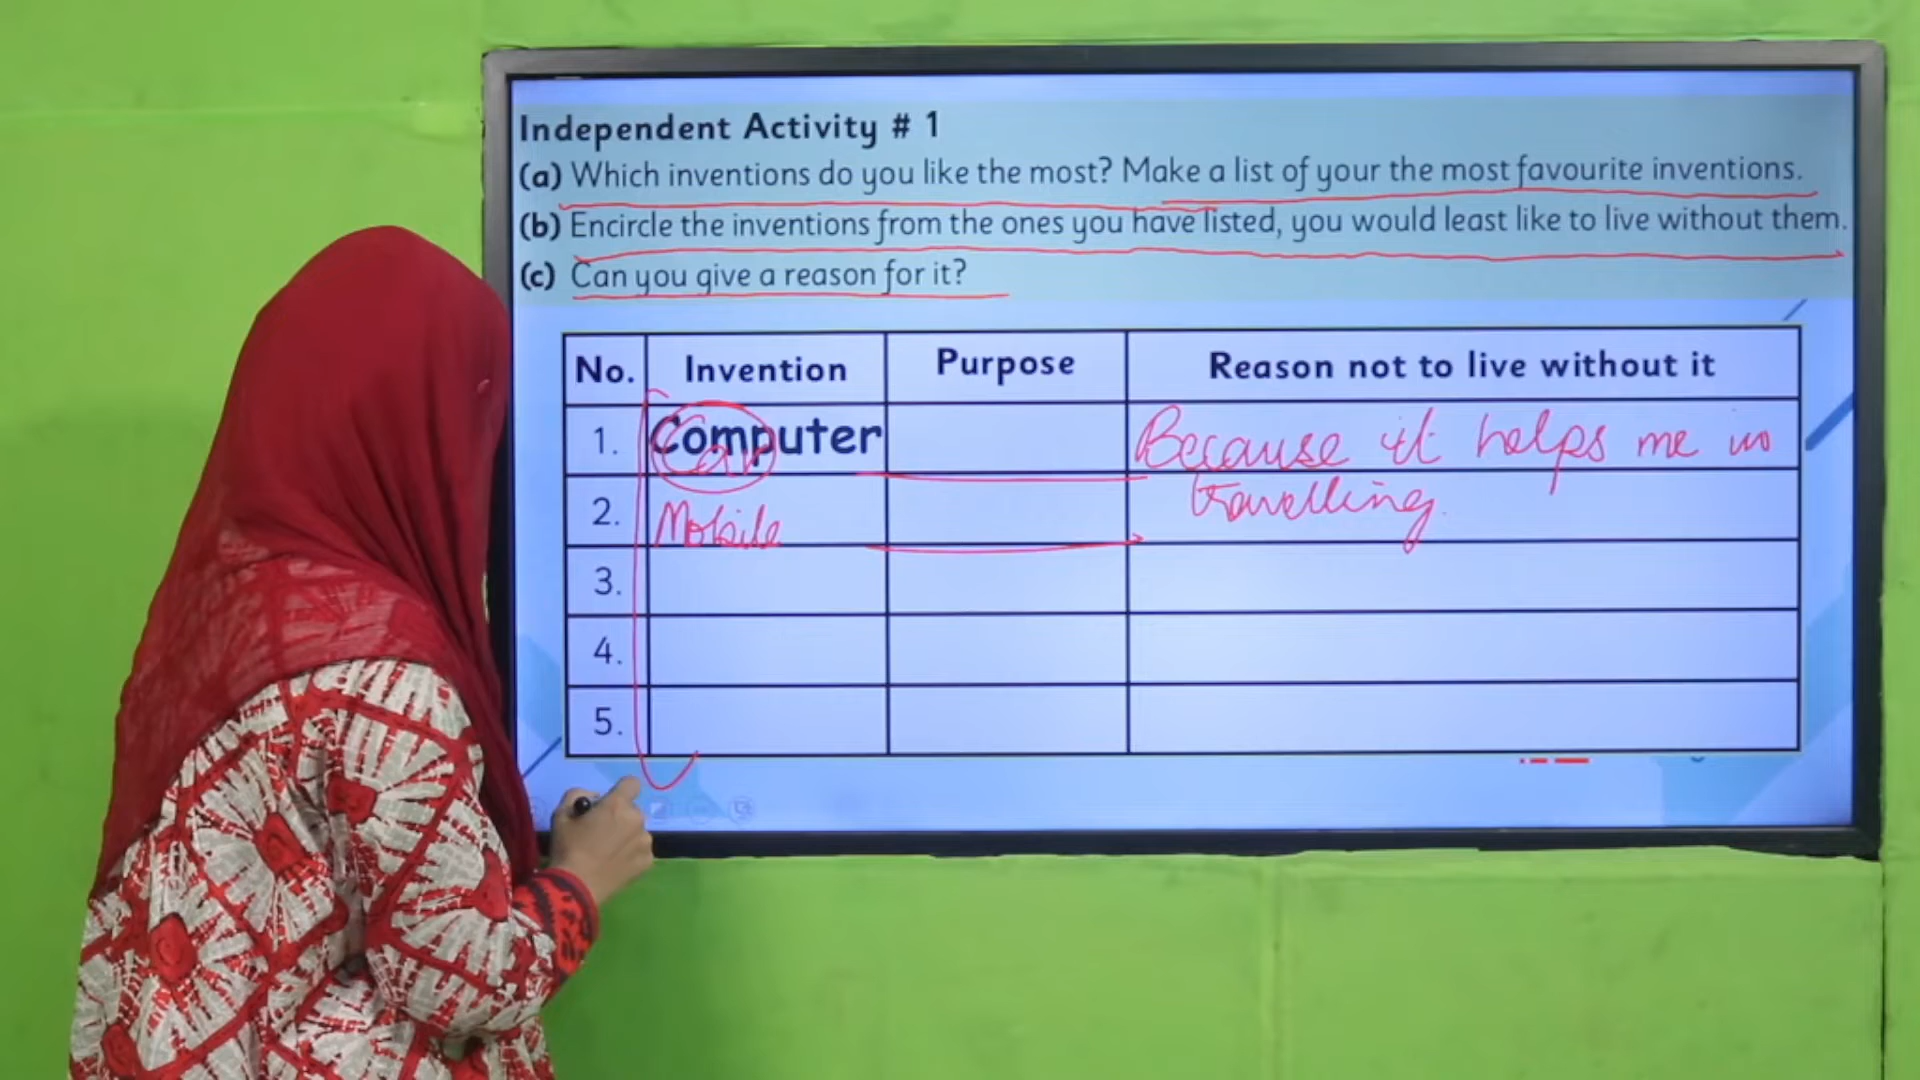 Independent Activity # 1
(a) Which inventions do you like the most? Make a list of your the most favourite inventions.
(b) Encircle the inventions from the ones you have listed, you would least like to live without them.
(c) Can you give a reason for it?
No. Invention Purpose Reason not to live without it
1. Computer Car Because it helps me in
travelling.
2. Mobile
3.
4.
5.